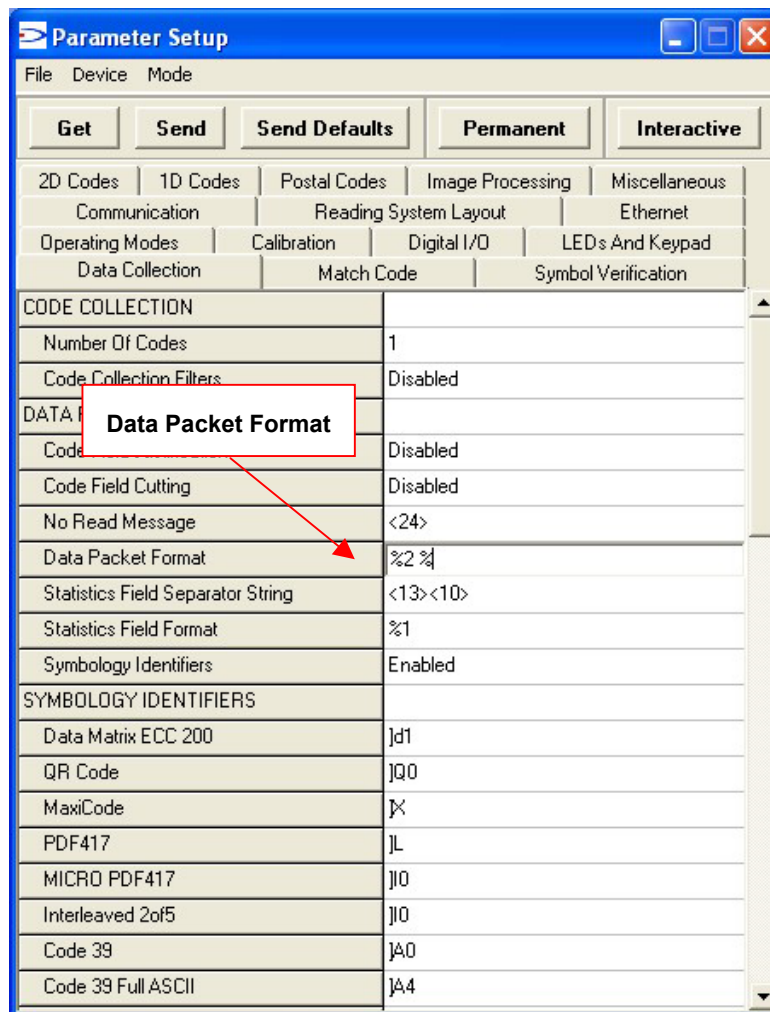 Parameter Setup
File Device Mode
Get Send Send Defaults Permanent Interactive
2D Codes 1D Codes Postal Codes Image Processing Miscellaneous
Communication Reading System Layout Ethernet
Operating Modes Calibration Digital I/O LEDs And Keypad
Data Collection Match Code Symbol Verification
CODE COLLECTION
Number Of Codes 1
Code Collection Filters Disabled
DATA
Data Packet Format
Code Disabled
Code Field Cutting Disabled
No Read Message <24>
Data Packet Format %2 %
Statistics Field Separator String <13><10>
Statistics Field Format %1
Symbology Identifiers Enabled
SYMBOLOGY IDENTIFIERS
Data Matrix ECC 200 ]d1
QR Code ]Q0
MaxiCode ]X
PDF417 ]L
MICRO PDF417 ]I0
Interleaved 2of5 ]I0
Code 39 ]A0
Code 39 Full ASCII ]A4